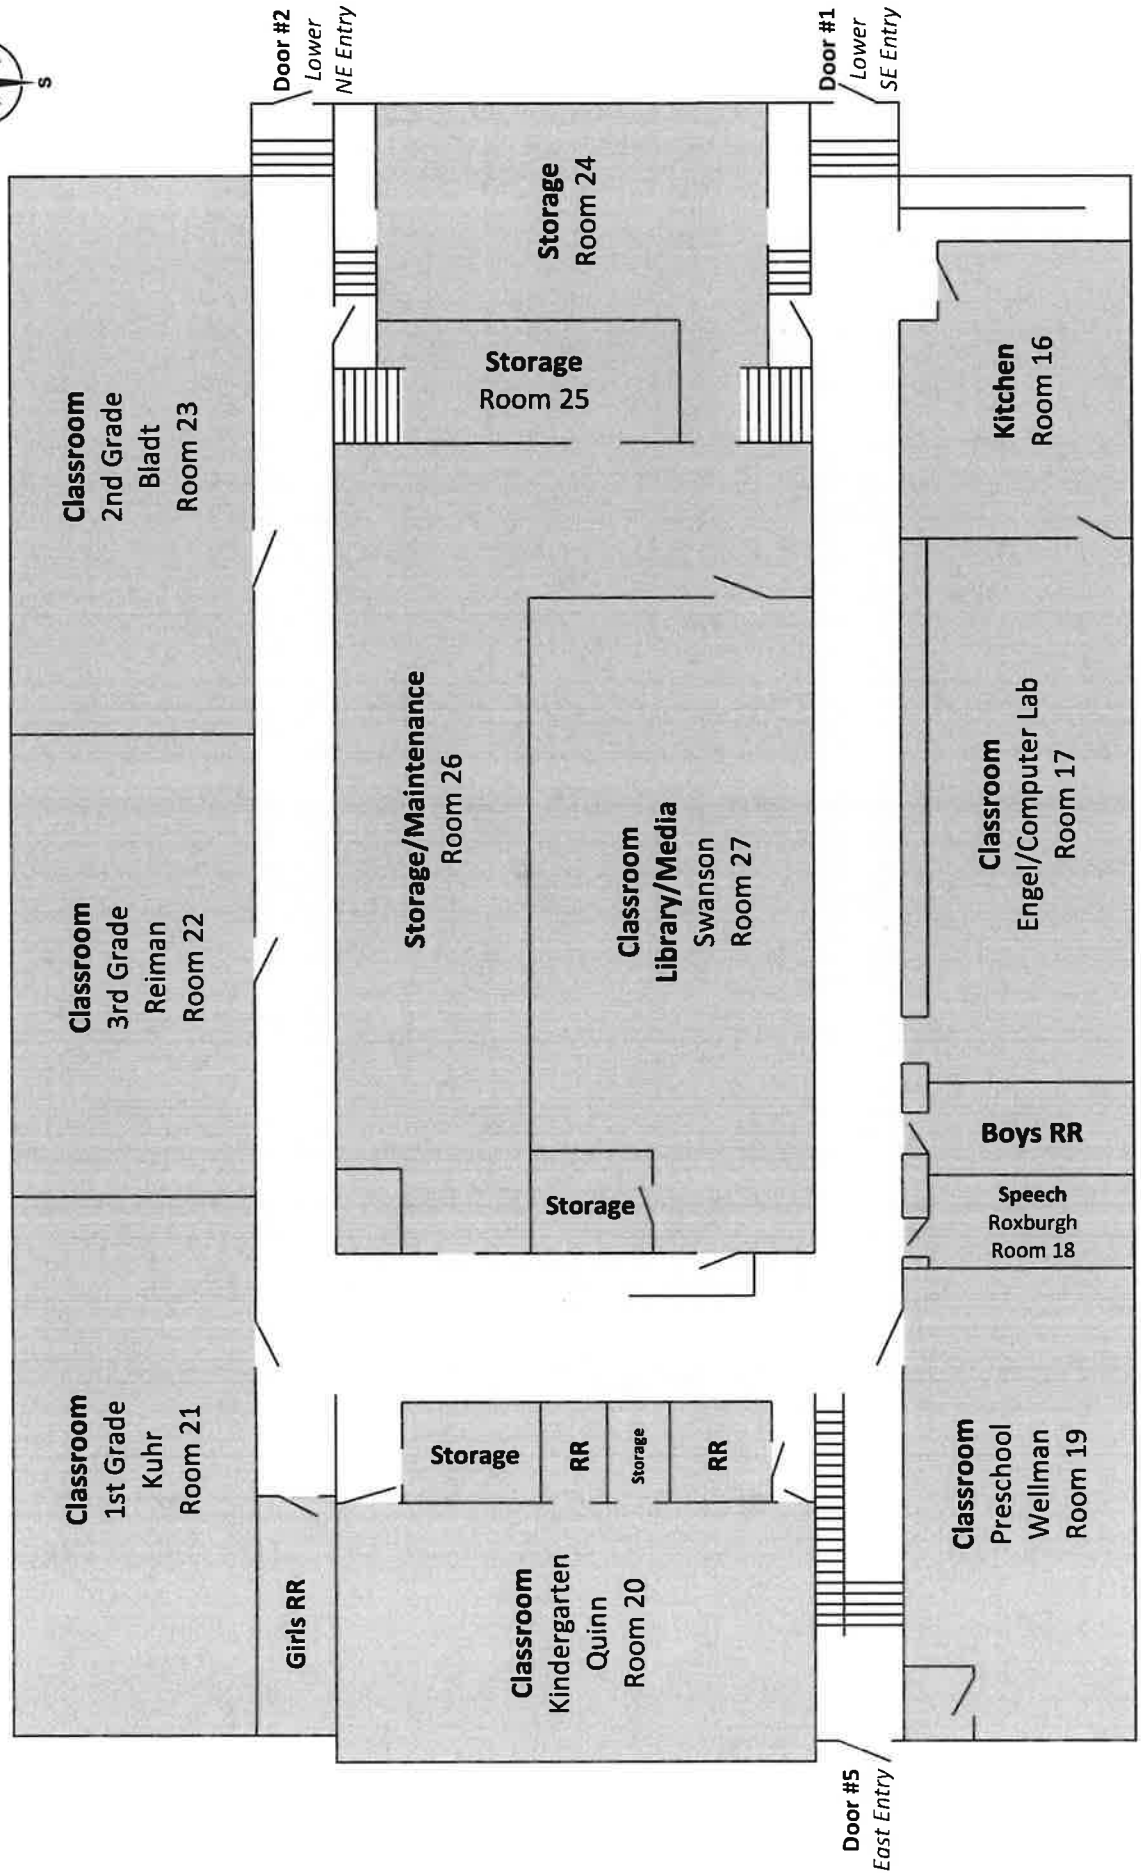 S
Door #2
Lower
NE Entry
Door #1
Lower
SE Entry
Classroom
2nd Grade
Bladt
Room 23
Storage
Room 24
Storage
Room 25
Kitchen
Room 16
Classroom
3rd Grade
Reiman
Room 22
Storage/Maintenance
Room 26
Classroom
Library/Media
Swanson
Room 27
Classroom
Engel/Computer Lab
Room 17
Boys RR
Storage
Speech
Roxburgh
Room 18
Classroom
1st Grade
Kuhr
Room 21
Storage
RR
Storage
RR
Classroom
Preschool
Wellman
Room 19
Girls RR
Classroom
Kindergarten
Quinn
Room 20
Door #5
East Entry